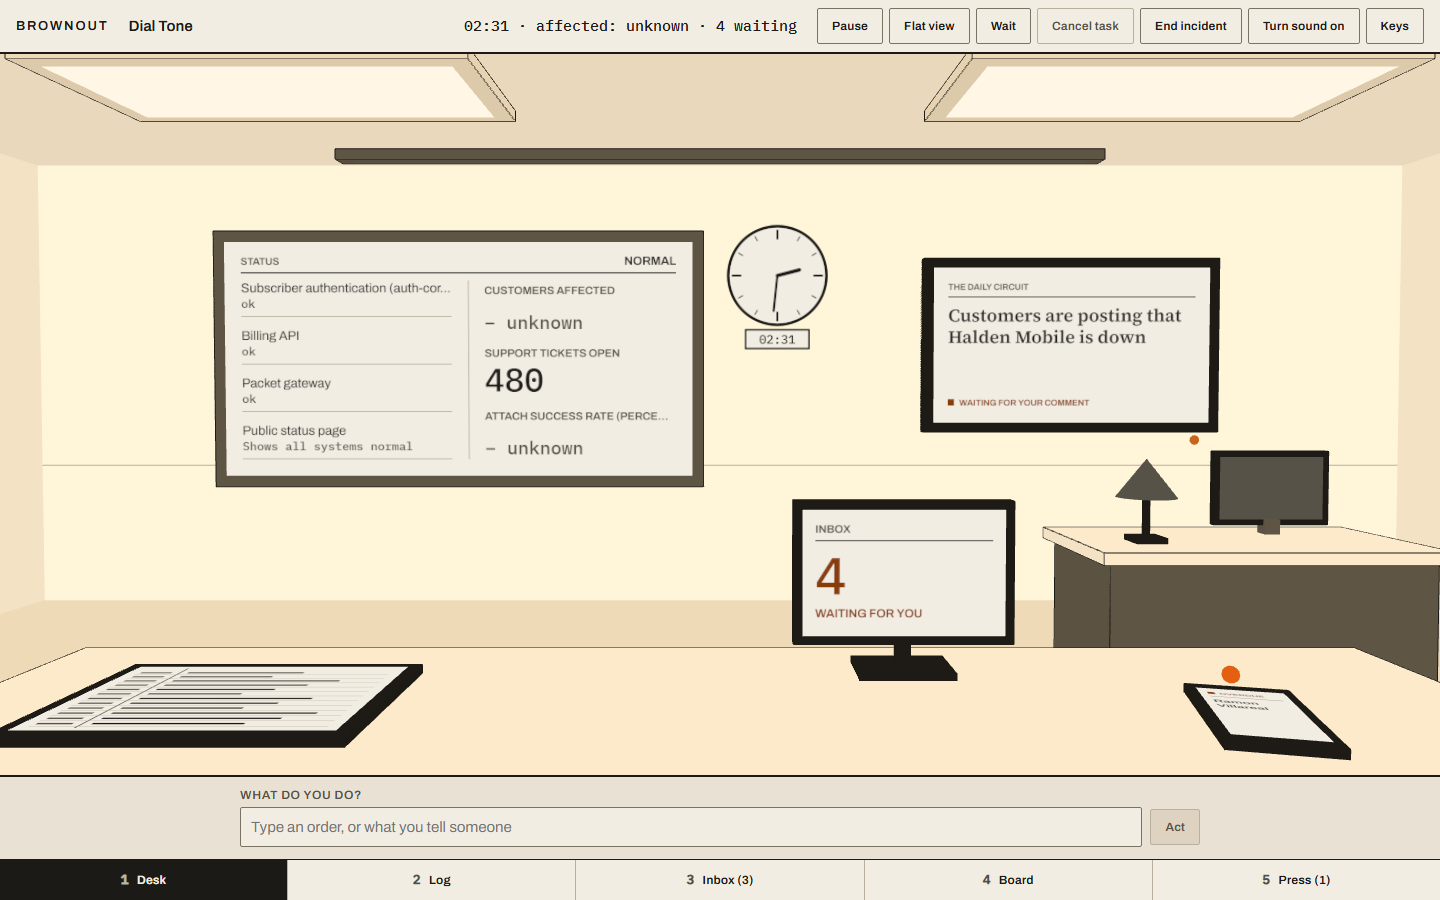 BROWNOUT Dial Tone 02:31 · affected: unknown · 4 waiting Pause Flat view Wait Cancel task End incident Turn sound on Keys
STATUS NORMAL
Subscriber authentication (auth-cor...
ok
Billing API
ok
Packet gateway
ok
Public status page
Shows all systems normal
CUSTOMERS AFFECTED
— unknown
SUPPORT TICKETS OPEN
480
ATTACH SUCCESS RATE (PERCE...
— unknown
02:31
THE DAILY CIRCUIT
Customers are posting that
Halden Mobile is down
WAITING FOR YOUR COMMENT
INBOX
4
WAITING FOR YOU
Ramon
Villareal
WHAT DO YOU DO?
Type an order, or what you tell someone
Act
1 Desk
2 Log
3 Inbox (3)
4 Board
5 Press (1)